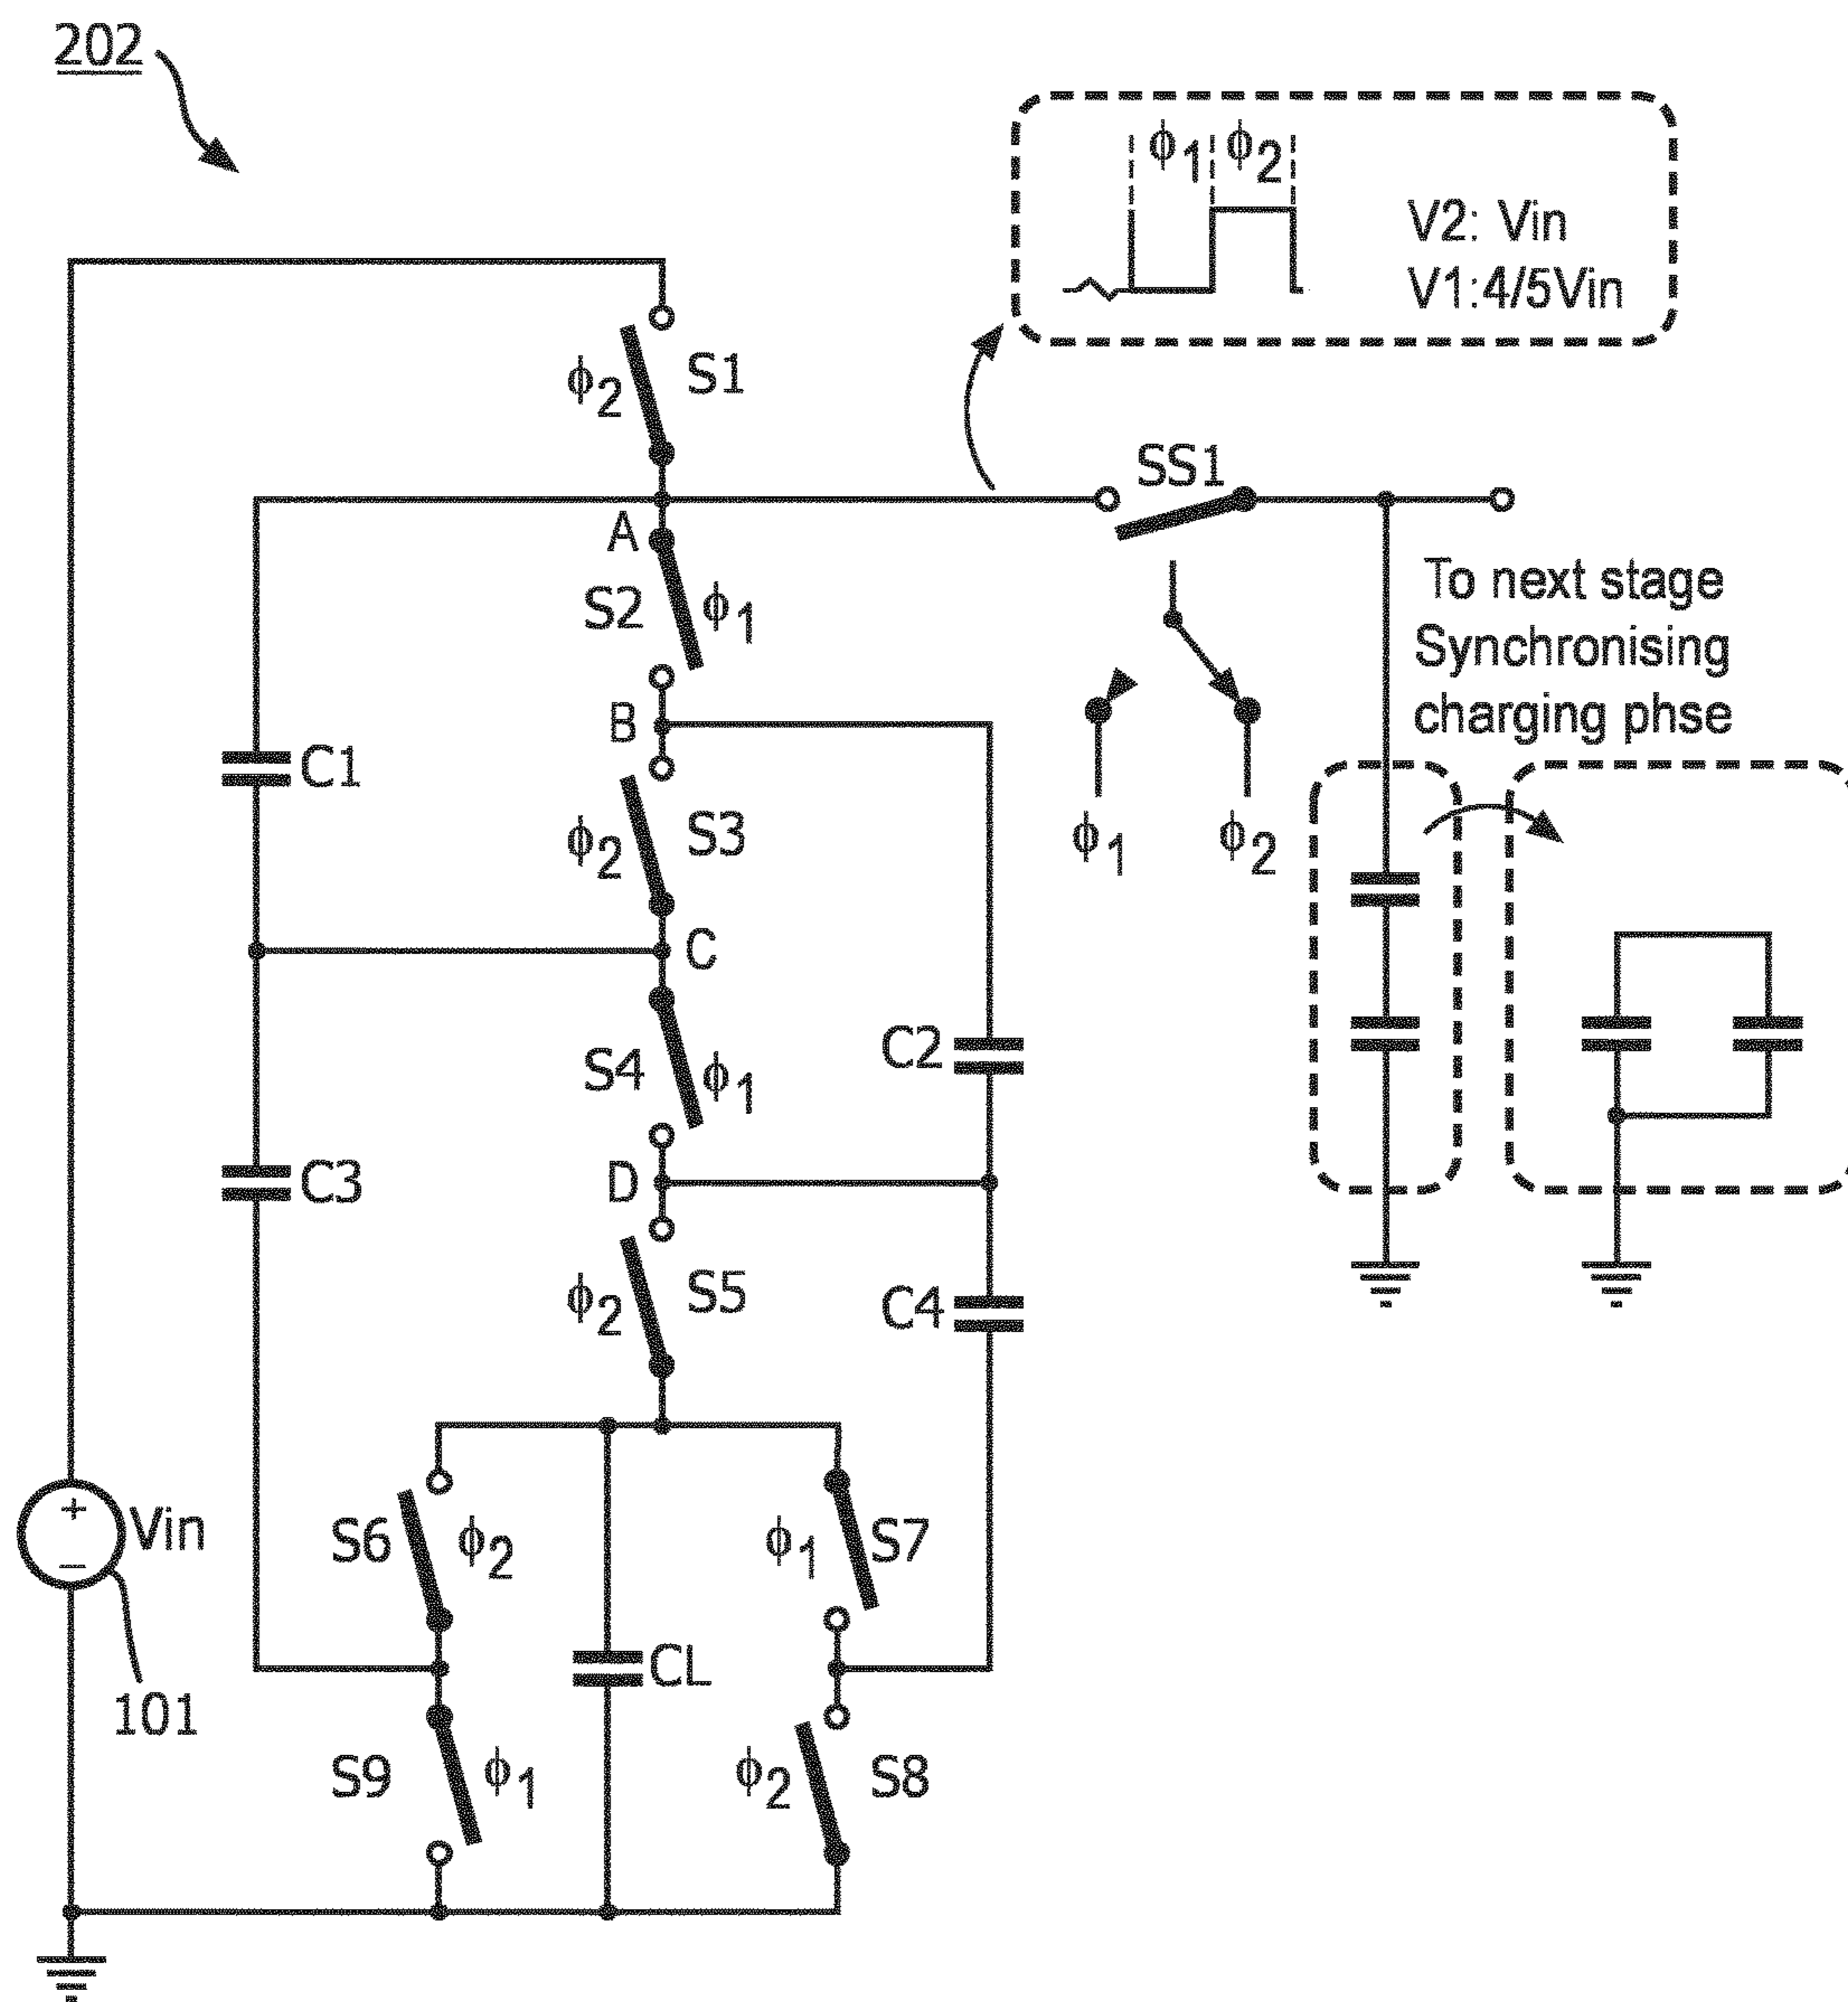 202
ϕ1 ϕ2
V2: Vin
V1:4/5Vin
ϕ2 S1
SS1
A
S2 ϕ1
To next stage
Synchronising
charging phse
B
C1
ϕ2 S3
ϕ1 ϕ2
C
S4 ϕ1
C2
C3
D
ϕ2 S5
C4
+
−
Vin
S6 ϕ2
ϕ1 S7
CL
101
S9 ϕ1
ϕ2 S8